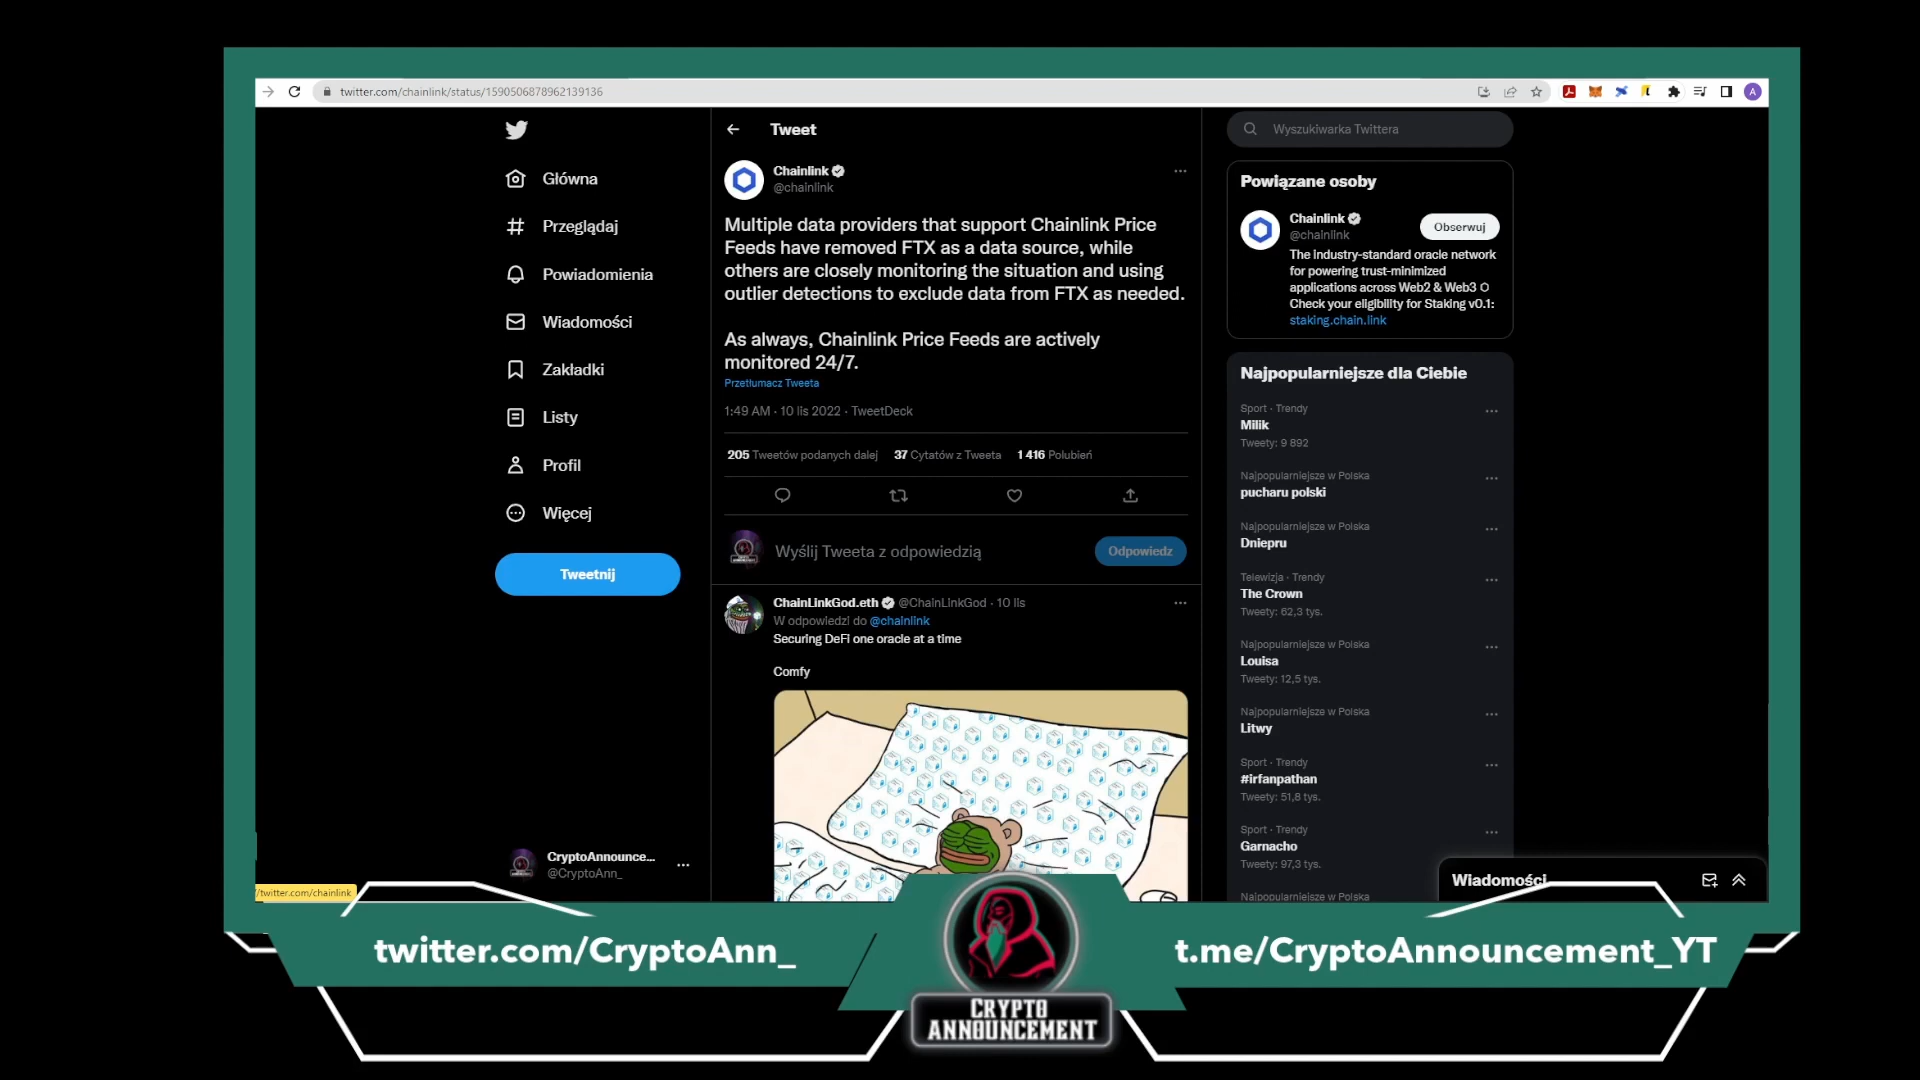 twitter.com/chainlink/status/1590506878962139136
Główna
Przeglądaj
Powiadomienia
Wiadomości
Zakładki
Listy
Profil
Więcej
Tweetnij
CryptoAnnounce...
@CryptoAnn_
/twitter.com/chainlink
Tweet
Chainlink
@chainlink
Multiple data providers that support Chainlink Price
Feeds have removed FTX as a data source, while
others are closely monitoring the situation and using
outlier detections to exclude data from FTX as needed.
As always, Chainlink Price Feeds are actively
monitored 24/7.
Przetłumacz Tweeta
1:49 AM · 10 lis 2022 · TweetDeck
205 Tweetów podanych dalej 37 Cytatów z Tweeta 1 416 Polubień
Wyślij Tweeta z odpowiedzią
Odpowiedz
ChainLinkGod.eth @ChainLinkGod · 10 lis
W odpowiedzi do @chainlink
Securing DeFi one oracle at a time
Comfy
Wyszukiwarka Twittera
Powiązane osoby
Chainlink
@chainlink
Obserwuj
The industry-standard oracle network
for powering trust-minimized
applications across Web2 & Web3 ⬡
Check your eligibility for Staking v0.1:
staking.chain.link
Najpopularniejsze dla Ciebie
Sport · Trendy
Milik
Tweety: 9 892
Najpopularniejsze w Polska
pucharu polski
Najpopularniejsze w Polska
Dniepru
Telewizja · Trendy
The Crown
Tweety: 62,3 tys.
Najpopularniejsze w Polska
Louisa
Tweety: 12,5 tys.
Najpopularniejsze w Polska
Litwy
Sport · Trendy
#irfanpathan
Tweety: 51,8 tys.
Sport · Trendy
Garnacho
Tweety: 97,3 tys.
Najpopularniejsze w Polska
Wiadomości
A
twitter.com/CryptoAnn_
t.me/CryptoAnnouncement_YT
CRYPTO
ANNOUNCEMENT